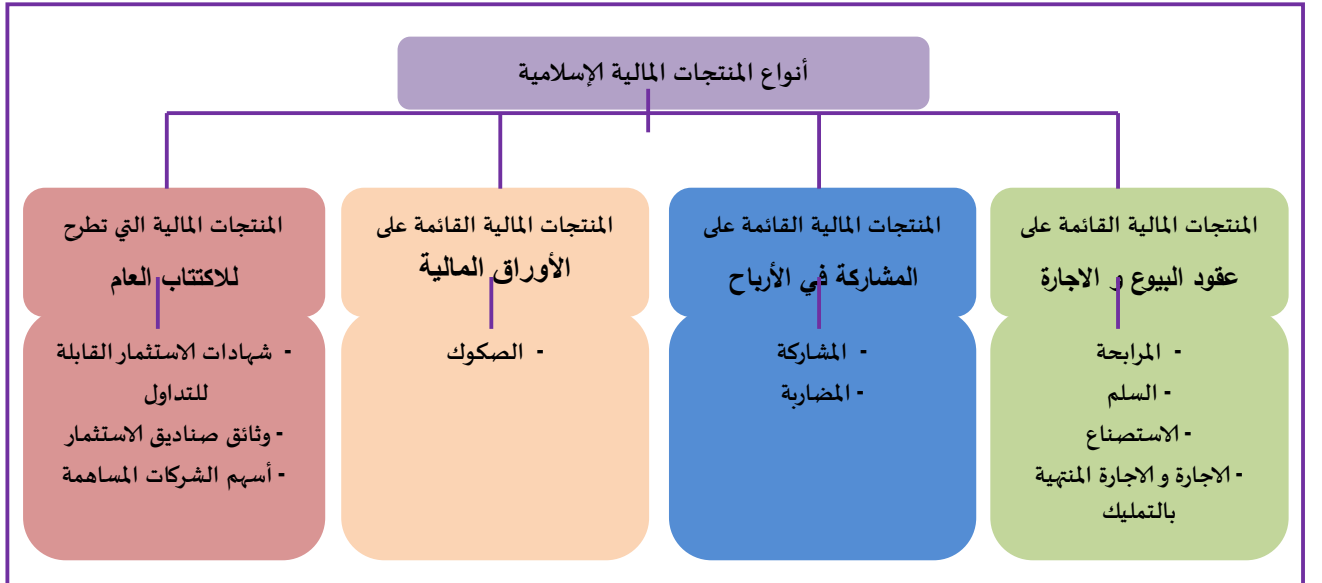 أنواع المنتجات المالية الإسلامية
المنتجات المالية القائمة على
عقود البيوع و الاجارة
- المرابحة
- السلم
- الاستصناع
- الاجارة و الاجارة المنتهية
بالتمليك
المنتجات المالية القائمة على
المشاركة في الأرباح
- المشاركة
- المضاربة
المنتجات المالية القائمة على
الأوراق المالية
- الصكوك
المنتجات المالية التي تطرح
للاكتتاب العام
- شهادات الاستثمار القابلة
للتداول
- وثائق صناديق الاستثمار
- أسهم الشركات المساهمة